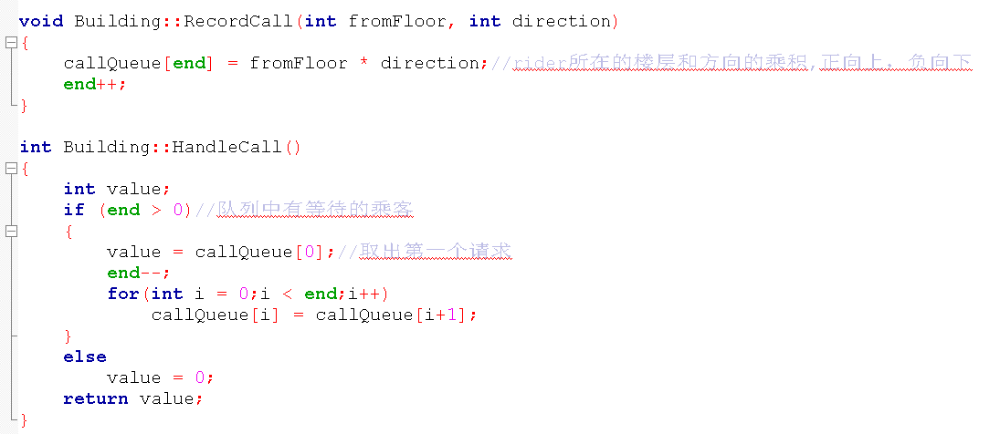 void Building::RecordCall(int fromFloor, int direction)
{
    callQueue[end] = fromFloor * direction;//rider所在的楼层和方向的乘积,正向上，负向下
    end++;
}

int Building::HandleCall()
{
    int value;
    if (end > 0)//队列中有等待的乘客
    {
        value = callQueue[0];//取出第一个请求
        end--;
        for(int i = 0;i < end;i++)
            callQueue[i] = callQueue[i+1];
    }
    else
        value = 0;
    return value;
}